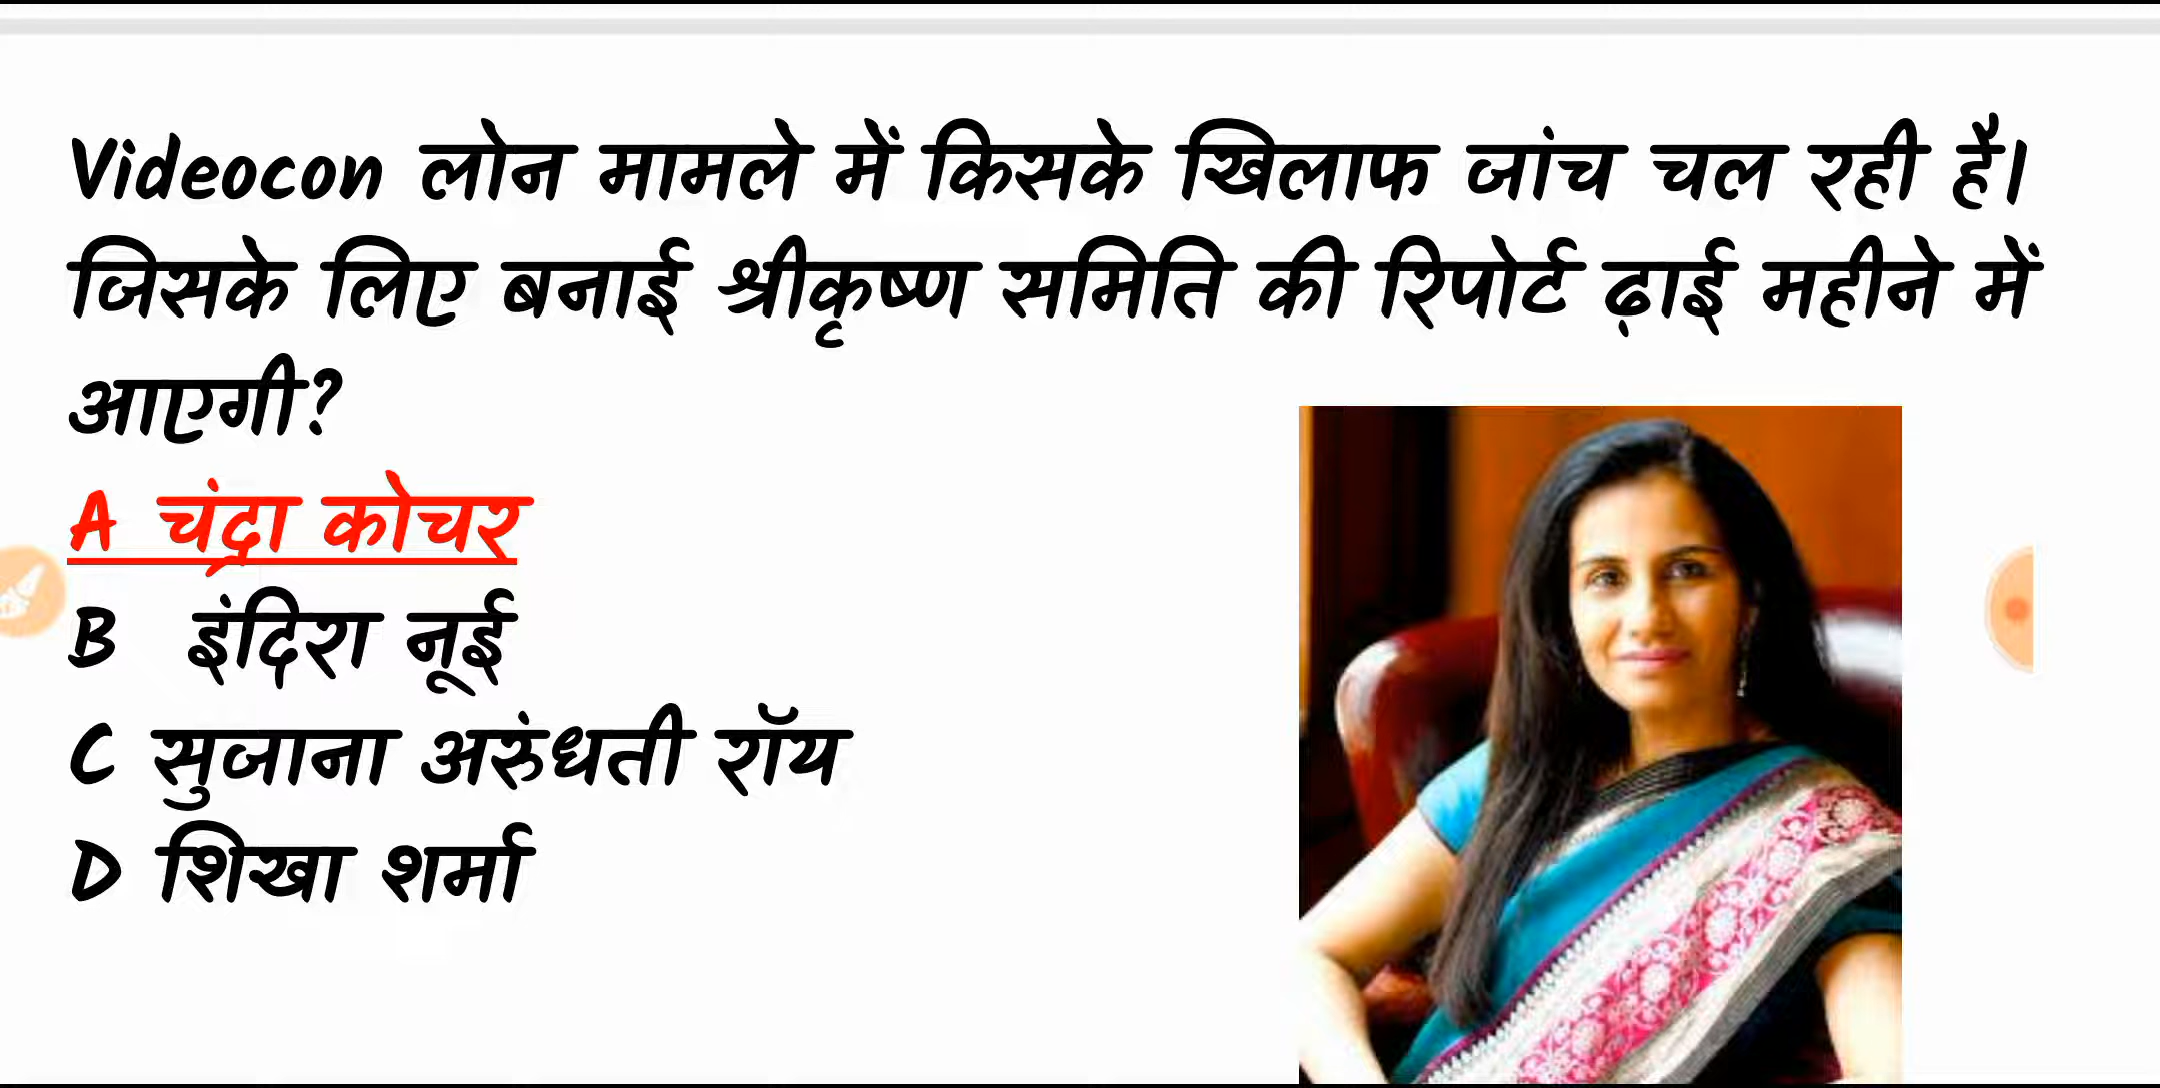 Videocon लोन मामले में किसके खिलाफ जांच चल रही है।
जिसके लिए बनाई श्रीकृष्ण समिति की रिपोर्ट ढ़ाई महीने में
आएगी?
A चंद्रा कोचर
B इंदिरा नूई
C सुजाना अरुंधती रॉय
D शिखा शर्मा